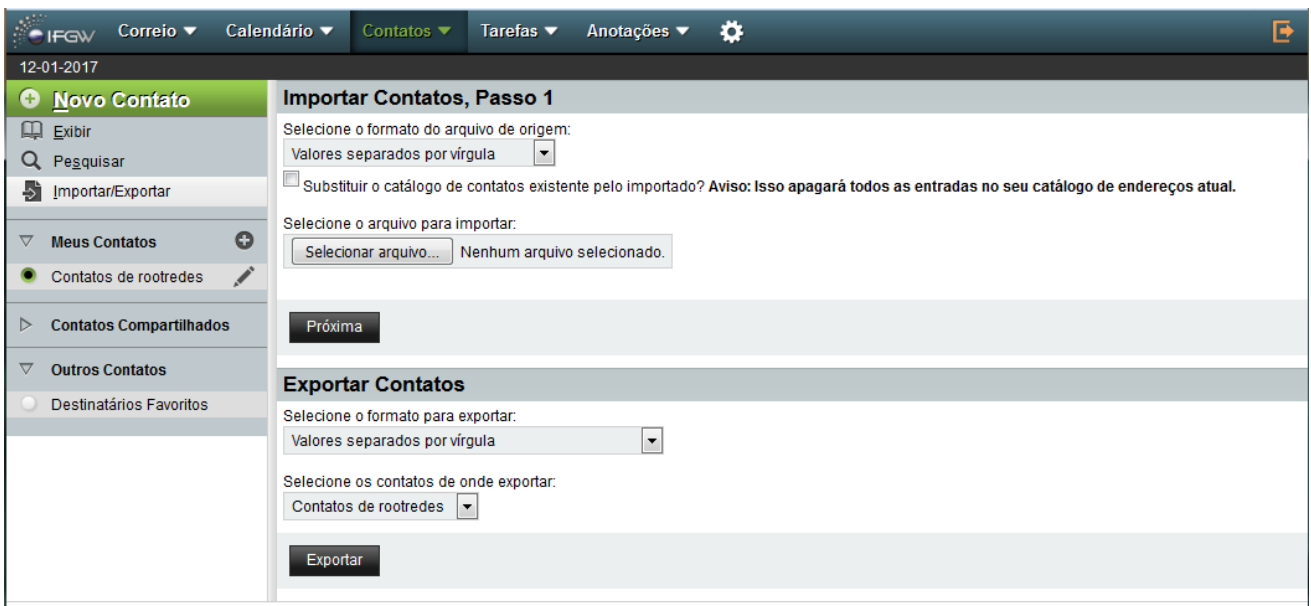 IFGW Correio Calendário Contatos Tarefas Anotações
12-01-2017
Novo Contato
Exibir
Pesquisar
Importar/Exportar
Meus Contatos
Contatos de rootredes
Contatos Compartilhados
Outros Contatos
Destinatários Favoritos
Importar Contatos, Passo 1
Selecione o formato do arquivo de origem:
Valores separados por vírgula
Substituir o catálogo de contatos existente pelo importado? Aviso: Isso apagará todos as entradas no seu catálogo de endereços atual.
Selecione o arquivo para importar:
Selecionar arquivo... Nenhum arquivo selecionado.
Próxima
Exportar Contatos
Selecione o formato para exportar:
Valores separados por vírgula
Selecione os contatos de onde exportar:
Contatos de rootredes
Exportar